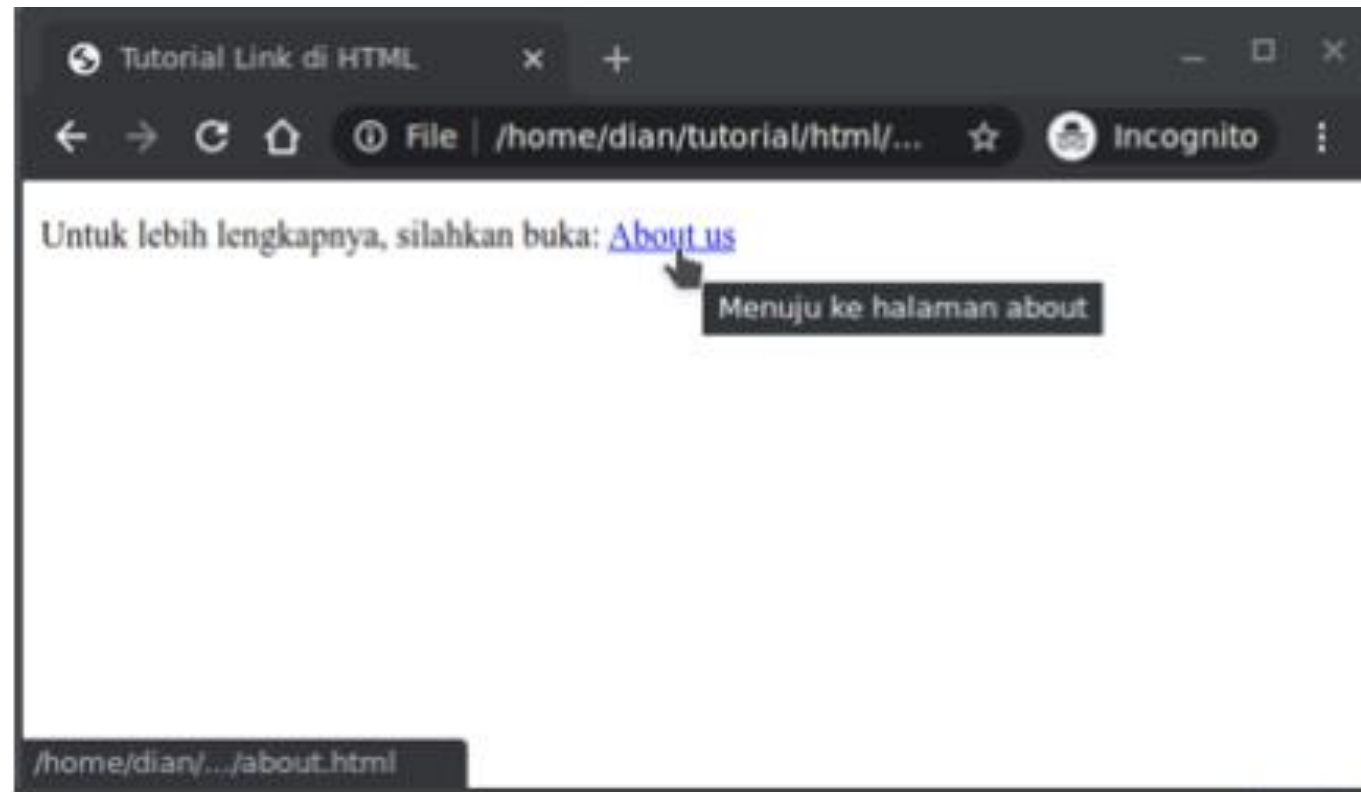 Tutorial Link di HTML
File | /home/dian/tutorial/html/... Incognito
Untuk lebih lengkapnya, silahkan buka: About us
Menuju ke halaman about
/home/dian/.../about.html